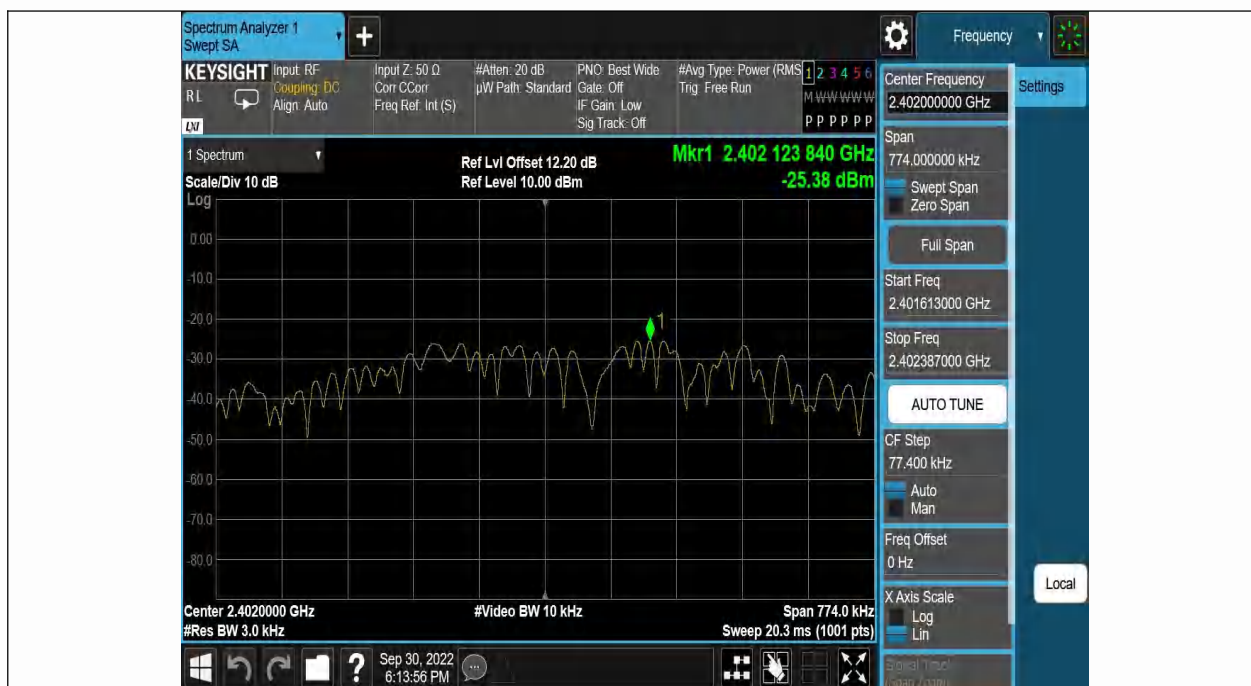 Spectrum Analyzer 1
Swept SA
+
Frequency
KEYSIGHT
RL
LXI
Input: RF
Coupling: DC
Align: Auto
Input Z: 50 Ω
Corr CCorr
Freq Ref: Int (S)
#Atten: 20 dB
µW Path: Standard
PNO: Best Wide
Gate: Off
IF Gain: Low
Sig Track: Off
#Avg Type: Power (RMS
Trig: Free Run
1 2 3 4 5 6
M W W W W W
P P P P P P
1 Spectrum
Scale/Div 10 dB
Log
Ref Lvl Offset 12.20 dB
Ref Level 10.00 dBm
Mkr1 2.402 123 840 GHz
-25.38 dBm
0.00
-10.0
-20.0
-30.0
-40.0
-50.0
-60.0
-70.0
-80.0
1
Center 2.4020000 GHz
#Res BW 3.0 kHz
#Video BW 10 kHz
Span 774.0 kHz
Sweep 20.3 ms (1001 pts)
Center Frequency
2.402000000 GHz
Settings
Span
774.000000 kHz
Swept Span
Zero Span
Full Span
Start Freq
2.401613000 GHz
Stop Freq
2.402387000 GHz
AUTO TUNE
CF Step
77.400 kHz
Auto
Man
Freq Offset
0 Hz
X Axis Scale
Log
Lin
Local
?
Sep 30, 2022
6:13:56 PM